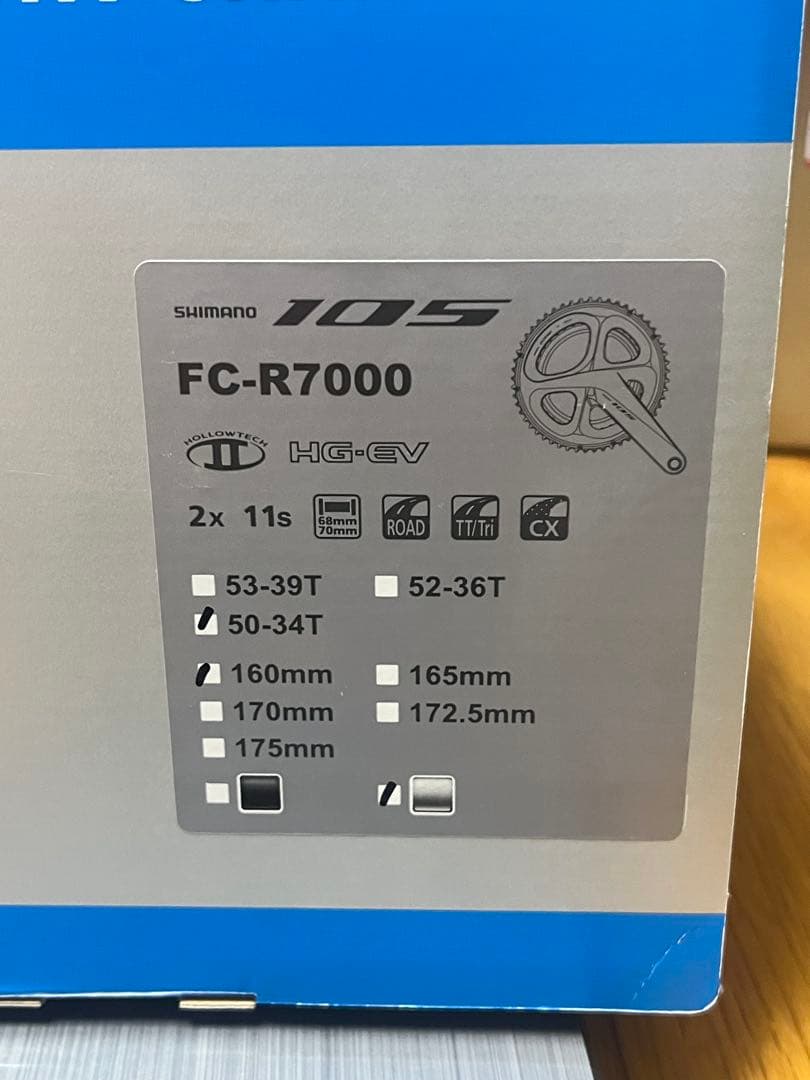 SHIMANO 105
FC-R7000
HOLLOWTECH II HG-EV
2x 11s 68mm 70mm ROAD TT/Tri CX
53-39T 52-36T
50-34T
160mm 165mm
170mm 172.5mm
175mm